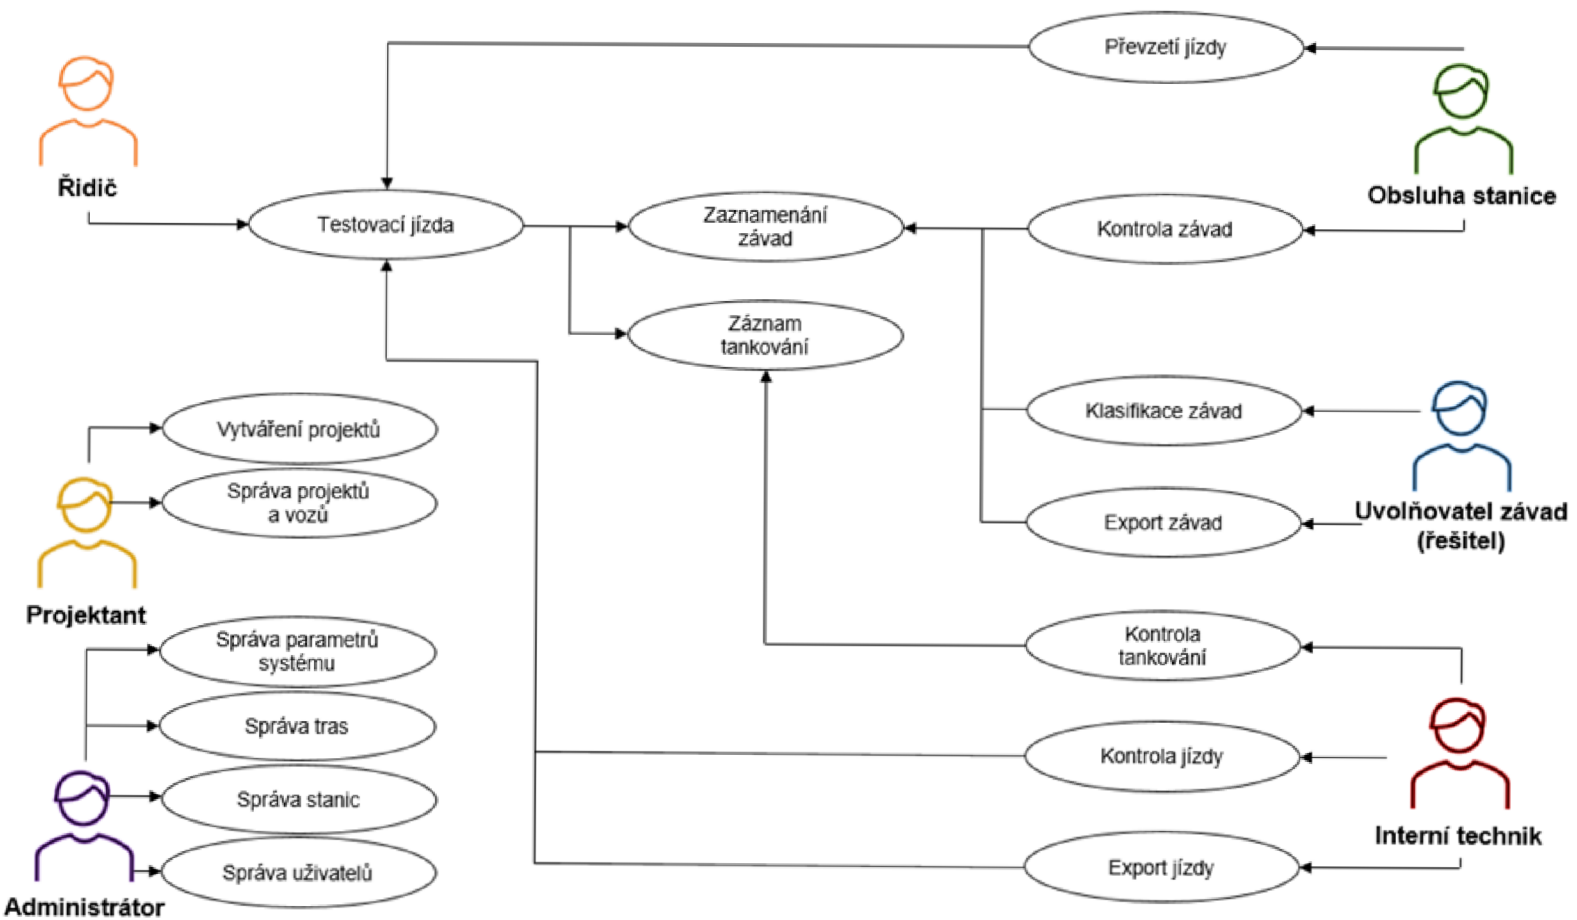 Převzetí jízdy
Řidič
Obsluha stanice
Testovací jízda
Zaznamenání
závad
Kontrola závad
Záznam
tankování
Vytváření projektů
Klasifikace závad
Správa projektů
a vozů
Export závad
Uvolňovatel závad
(řešitel)
Projektant
Správa parametrů
systému
Kontrola
tankování
Správa tras
Kontrola jízdy
Správa stanic
Interní technik
Správa uživatelů
Export jízdy
Administrátor